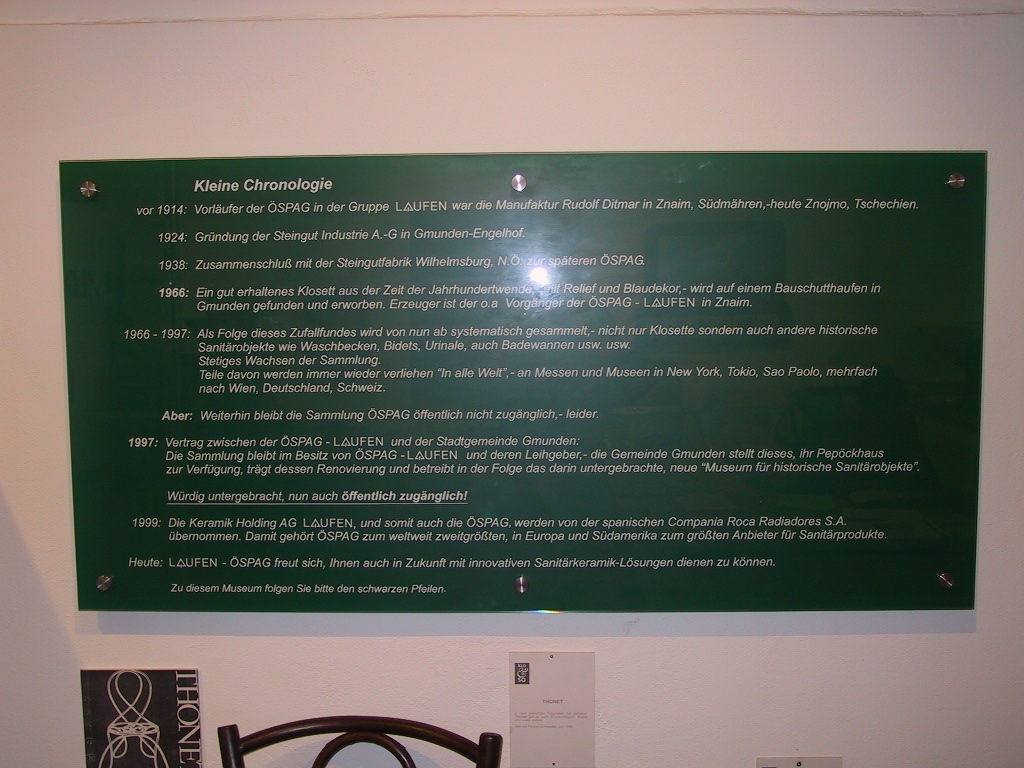 Kleine Chronologie
vor 1914: Vorläufer der ÖSPAG in der Gruppe LAUFEN war die Manufaktur Rudolf Ditmar in Znaim, Südmähren,-heute Znojmo, Tschechien.
1924: Gründung der Steingut Industrie A.-G in Gmunden-Engelhof.
1938: Zusammenschluß mit der Steingutfabrik Wilhelmsburg, N.Ö. zur späteren ÖSPAG.
1966: Ein gut erhaltenes Klosett aus der Zeit der Jahrhundertwende,- mit Relief und Blaudekor,- wird auf einem Bauschutthaufen in
Gmunden gefunden und erworben. Erzeuger ist der o.a Vorgänger der ÖSPAG - LAUFEN in Znaim.
1966 - 1997: Als Folge dieses Zufallfundes wird von nun ab systematisch gesammelt,- nicht nur Klosette sondern auch andere historische
Sanitärobjekte wie Waschbecken, Bidets, Urinale, auch Badewannen usw. usw.
Stetiges Wachsen der Sammlung.
Teile davon werden immer wieder verliehen "In alle Welt",- an Messen und Museen in New York, Tokio, Sao Paolo, mehrfach
nach Wien, Deutschland, Schweiz.
Aber: Weiterhin bleibt die Sammlung ÖSPAG öffentlich nicht zugänglich,- leider.
1997: Vertrag zwischen der ÖSPAG - LAUFEN und der Stadtgemeinde Gmunden:
Die Sammlung bleibt im Besitz von ÖSPAG - LAUFEN und deren Leihgeber,- die Gemeinde Gmunden stellt dieses, ihr Pepöckhaus
zur Verfügung, trägt dessen Renovierung und betreibt in der Folge das darin untergebrachte, neue "Museum für historische Sanitärobjekte".
Würdig untergebracht, nun auch öffentlich zugänglich!
1999: Die Keramik Holding AG LAUFEN, und somit auch die ÖSPAG, werden von der spanischen Compania Roca Radiadores S.A.
übernommen. Damit gehört ÖSPAG zum weltweit zweitgrößten, in Europa und Südamerika zum größten Anbieter für Sanitärprodukte.
Heute: LAUFEN - ÖSPAG freut sich, Ihnen auch in Zukunft mit innovativen Sanitärkeramik-Lösungen dienen zu können.
Zu diesem Museum folgen Sie bitte den schwarzen Pfeilen.
THONET
KLO
SO
THONET